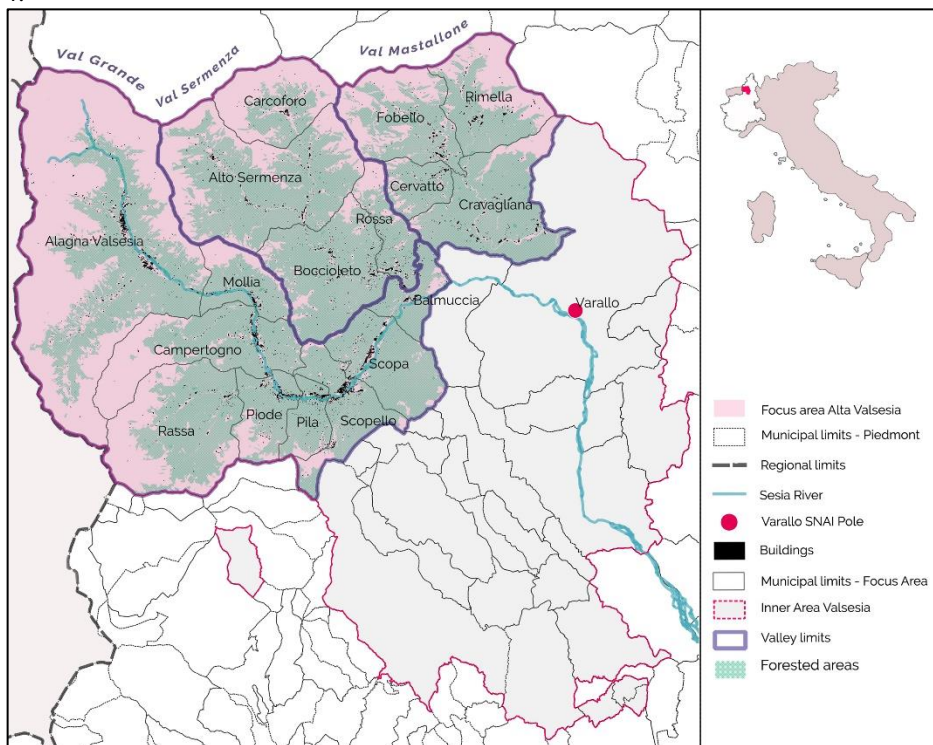 Val Grande
Val Sermenza
Val Mastallone
Carcoforo
Rimella
Fobello
Alto Sermenza
Cervatto
Cravagliana
Rossa
Alagna Valsesia
Boccioleto
Mollia
Balmuccia
Varallo
Campertogno
Scopa
Piode
Pila
Scopello
Rassa
Focus area Alta Valsesia
Municipal limits - Piedmont
Regional limits
Sesia River
Varallo SNAI Pole
Buildings
Municipal limits - Focus Area
Inner Area Valsesia
Valley limits
Forested areas